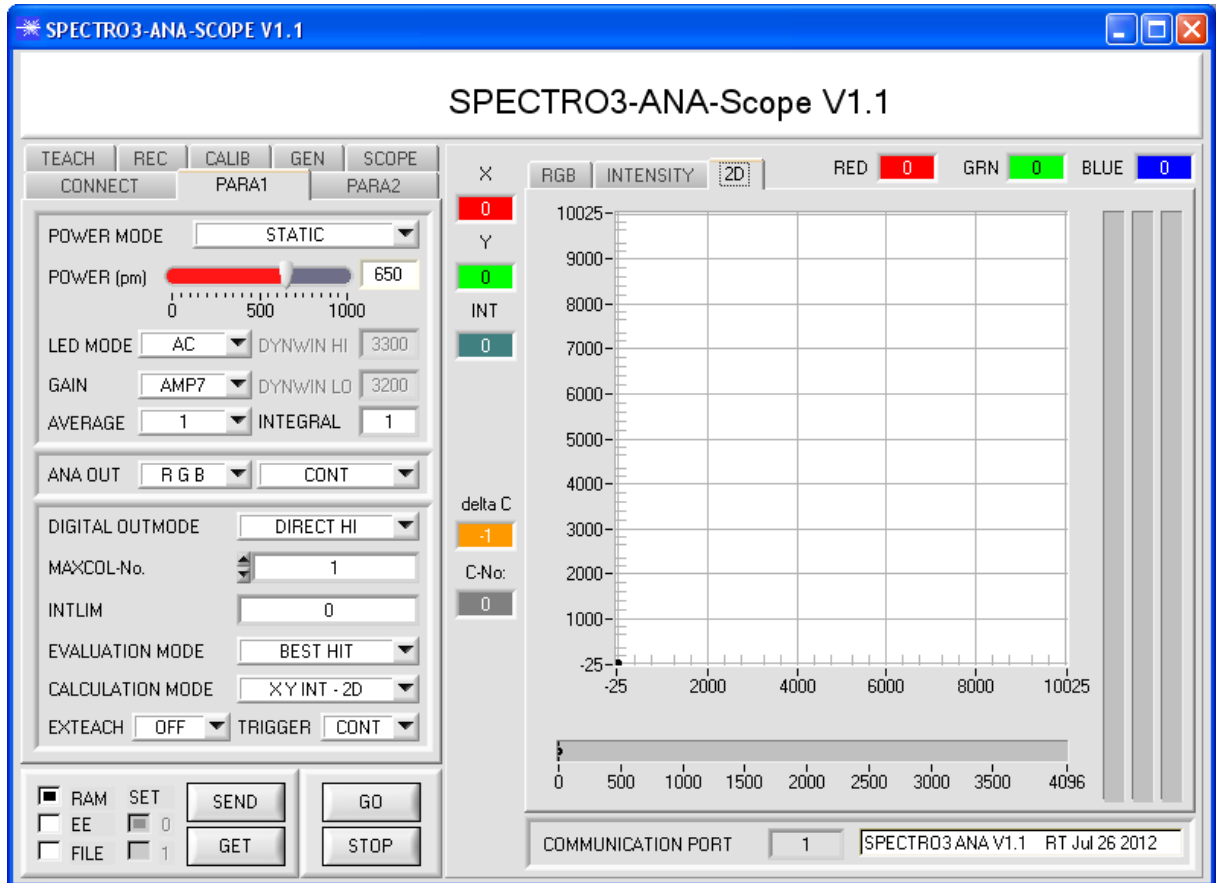 SPECTRO3-ANA-SCOPE V1.1
SPECTRO3-ANA-Scope V1.1
TEACH REC CALIB GEN SCOPE
CONNECT PARA1 PARA2
POWER MODE STATIC
POWER (pm) 650
0 500 1000
LED MODE AC DYNWIN HI 3300
GAIN AMP7 DYNWIN LO 3200
AVERAGE 1 INTEGRAL 1
ANA OUT R G B CONT
DIGITAL OUTMODE DIRECT HI
MAXCOL-No. 1
INTLIM 0
EVALUATION MODE BEST HIT
CALCULATION MODE X Y INT - 2D
EXTEACH OFF TRIGGER CONT
RAM SET
EE 0
FILE 1
SEND
GET
GO
STOP
X
0
Y
0
INT
0
delta C
-1
C-No:
0
RGB INTENSITY 2D
RED 0 GRN 0 BLUE 0
10025
9000
8000
7000
6000
5000
4000
3000
2000
1000
-25
-25 2000 4000 6000 8000 10025
0 500 1000 1500 2000 2500 3000 3500 4096
COMMUNICATION PORT 1 SPECTRO3 ANA V1.1 RT Jul 26 2012